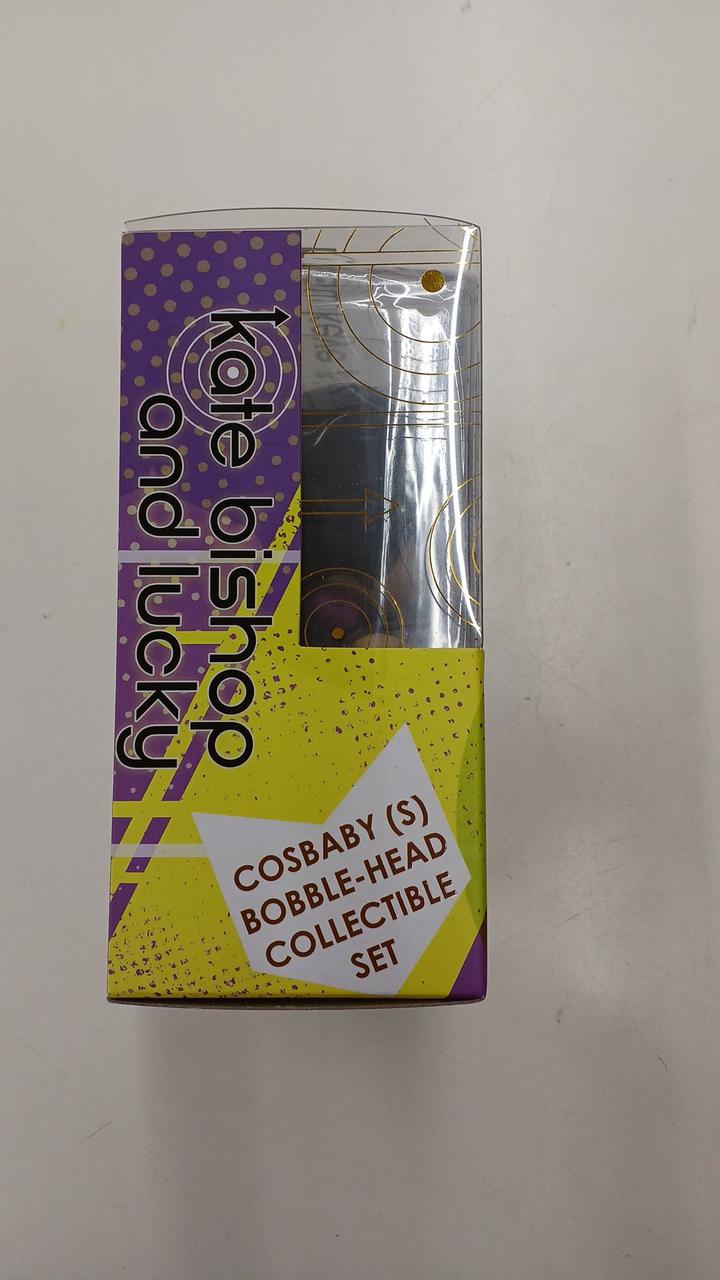 kate bishop
and lucky
COSBABY (S)
BOBBLE-HEAD
COLLECTIBLE
SET